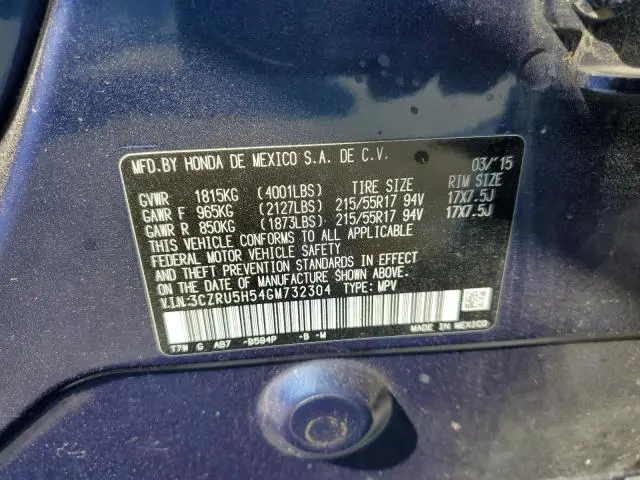 MFD.BY HONDA DE MEXICO S.A. DE C.V. 03/'15
GVWR 1815KG (4001LBS) TIRE SIZE RIM SIZE
GAWR F 965KG (2127LBS) 215/55R17 94V 17X7.5J
GAWR R 850KG (1873LBS) 215/55R17 94V 17X7.5J
THIS VEHICLE CONFORMS TO ALL APPLICABLE
FEDERAL MOTOR VEHICLE SAFETY
AND THEFT PREVENTION STANDARDS IN EFFECT
ON THE DATE OF MANUFACTURE SHOWN ABOVE.
V.I.N.:3CZRU5H54GM732304 TYPE: MPV
T7W G AB7 -B594P -B -M MADE IN MEXICO